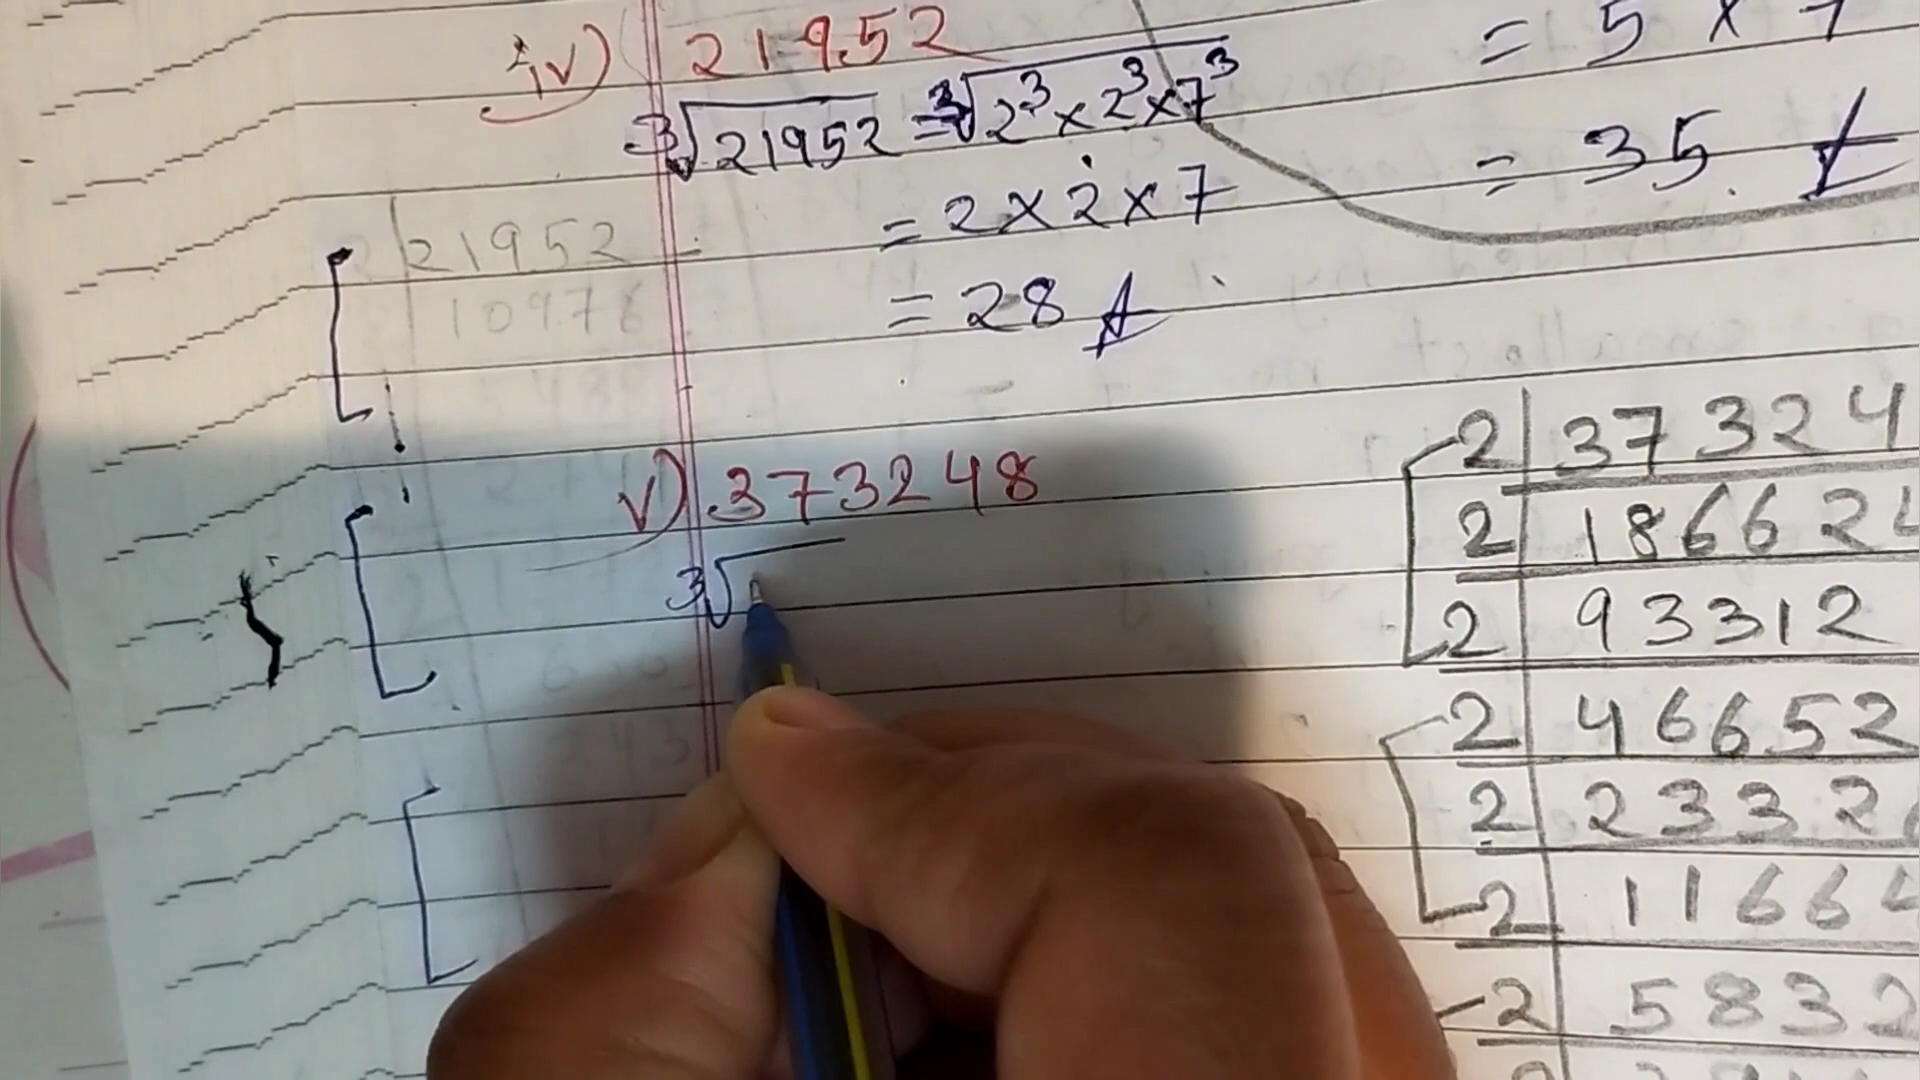 iv) 21952
∛21952 = ∛2³×2³×7³
= 2×2×7
= 28
= 5 × 7
= 35.
21952
10976
v) 373248
3√
2 | 37324
2 | 18662
2 | 93312
2 | 46652
2 | 2332
2 | 1166
2 | 5832